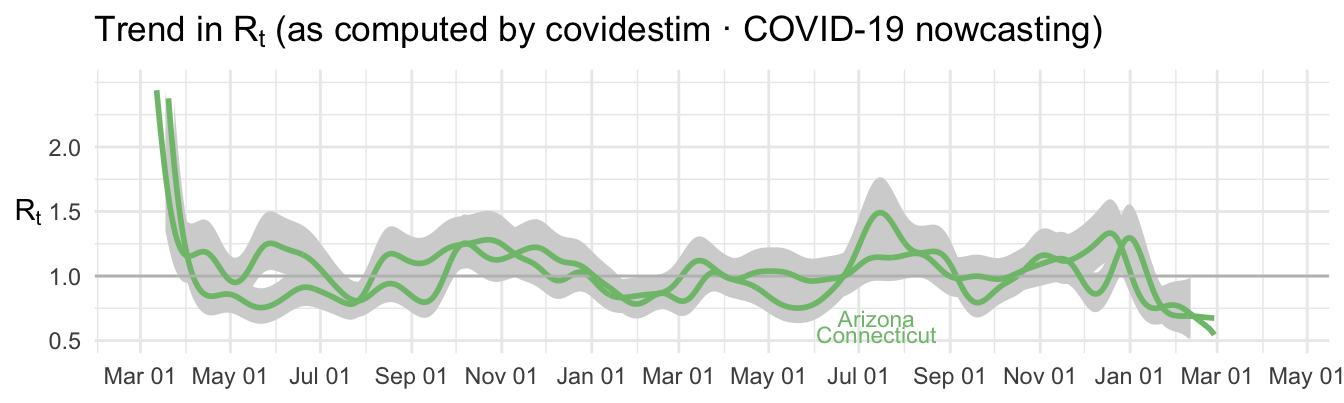 Trend in Rt (as computed by covidestim · COVID-19 nowcasting)
2.0
Rt 1.5
1.0
Arizona
Connecticut
0.5
Mar 01 May 01 Jul 01 Sep 01 Nov 01 Jan 01 Mar 01 May 01 Jul 01 Sep 01 Nov 01 Jan 01 Mar 01 May 01